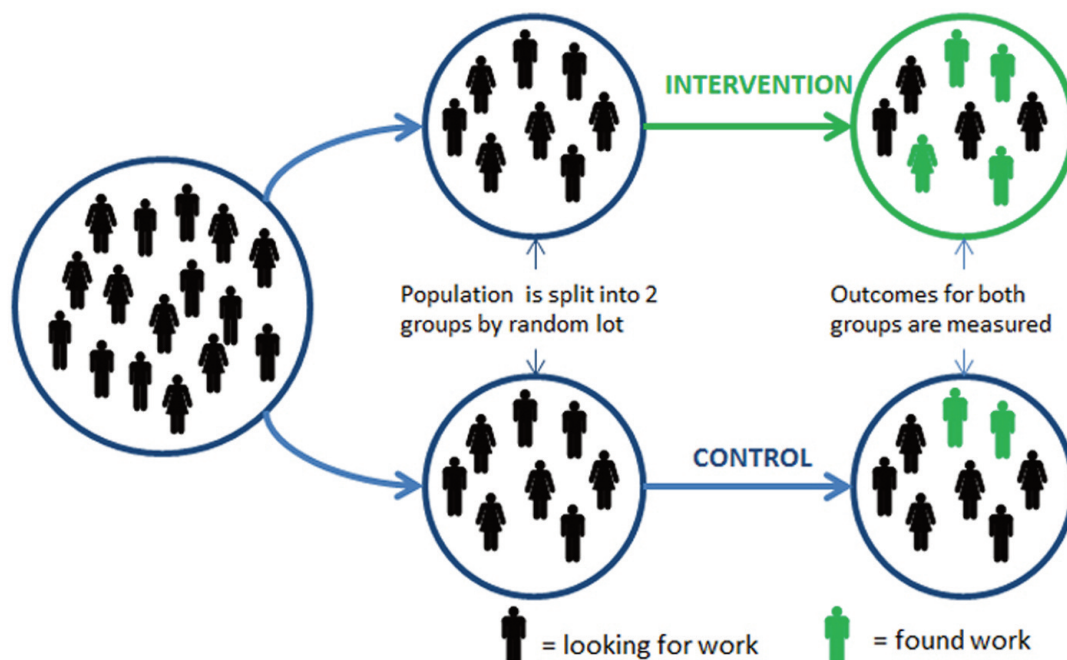 INTERVENTION
Population is split into 2
groups by random lot
Outcomes for both
groups are measured
CONTROL
= looking for work
= found work